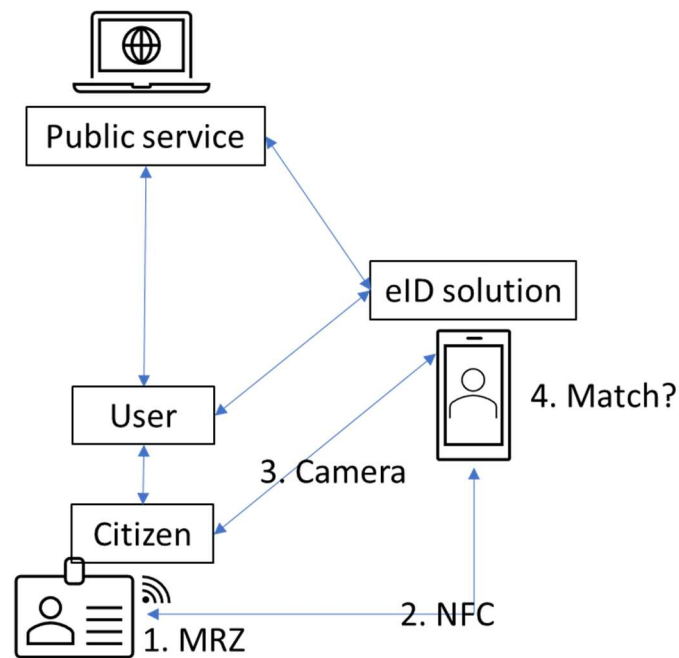 Public service
eID solution
User
4. Match?
3. Camera
Citizen
2. NFC
1. MRZ